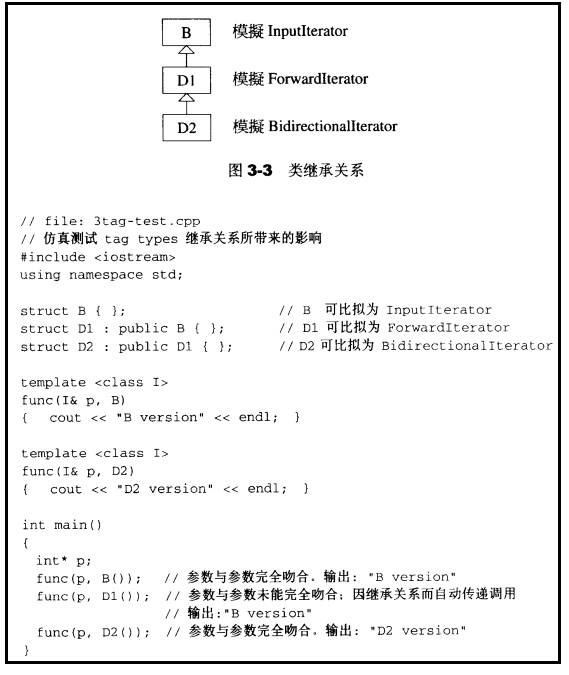 B 模擬 InputIterator
D1 模擬 ForwardIterator
D2 模擬 BidirectionalIterator
图 3-3 类继承关系
// file: 3tag-test.cpp
// 仿真测试 tag types 继承关系所带来的影响
#include <iostream>
using namespace std;
struct B { }; // B 可比拟为 InputIterator
struct D1 : public B { }; // D1 可比拟为 ForwardIterator
struct D2 : public D1 { }; // D2 可比拟为 BidirectionalIterator
template <class I>
func(I& p, B)
{ cout << "B version" << endl; }
template <class I>
func(I& p, D2)
{ cout << "D2 version" << endl; }
int main()
{
int* p;
func(p, B()); // 参数与参数完全吻合。输出: "B version"
func(p, D1()); // 参数与参数未能完全吻合; 因继承关系而自动传递调用
// 输出:"B version"
func(p, D2()); // 参数与参数完全吻合。输出: "D2 version"
}